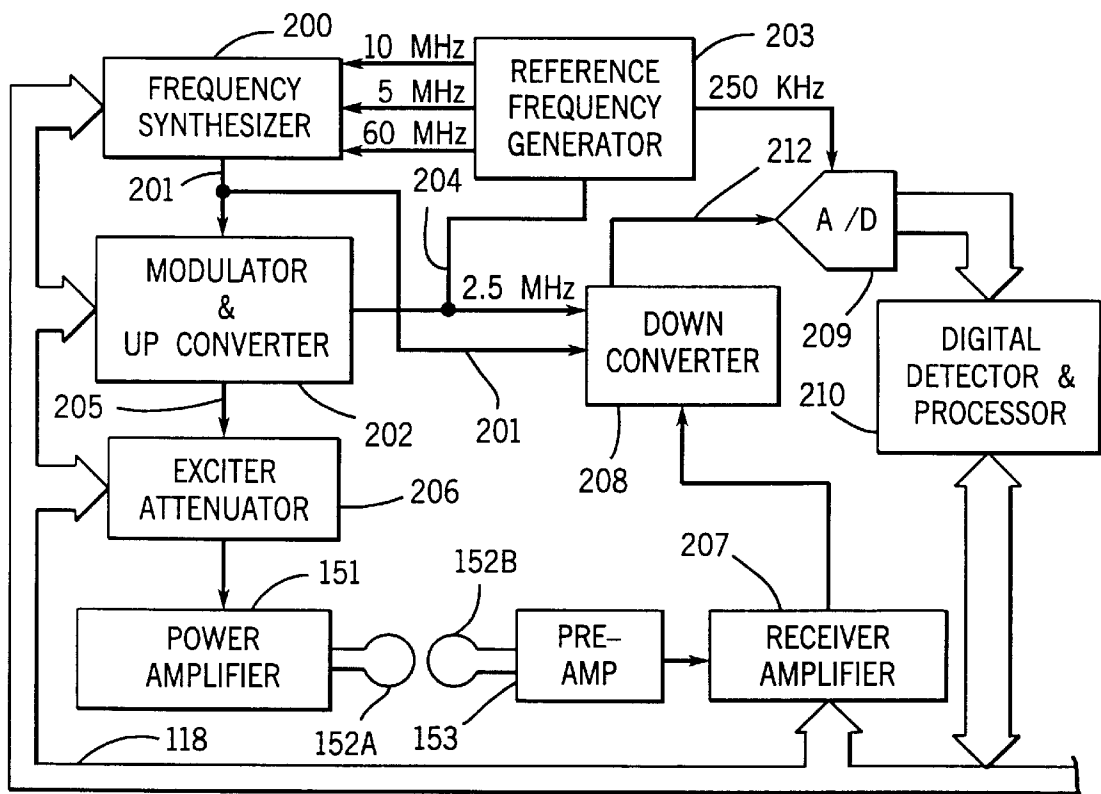 200
203
10 MHz
5 MHz
60 MHz
FREQUENCY
SYNTHESIZER
REFERENCE
FREQUENCY
GENERATOR
250 KHz
201
204
212
A/D
209
MODULATOR
&
UP CONVERTER
2.5 MHz
DOWN
CONVERTER
DIGITAL
DETECTOR &
PROCESSOR
210
205
202
201
208
EXCITER
ATTENUATOR
206
207
151
152B
POWER
AMPLIFIER
PRE-
AMP
RECEIVER
AMPLIFIER
118
152A
153